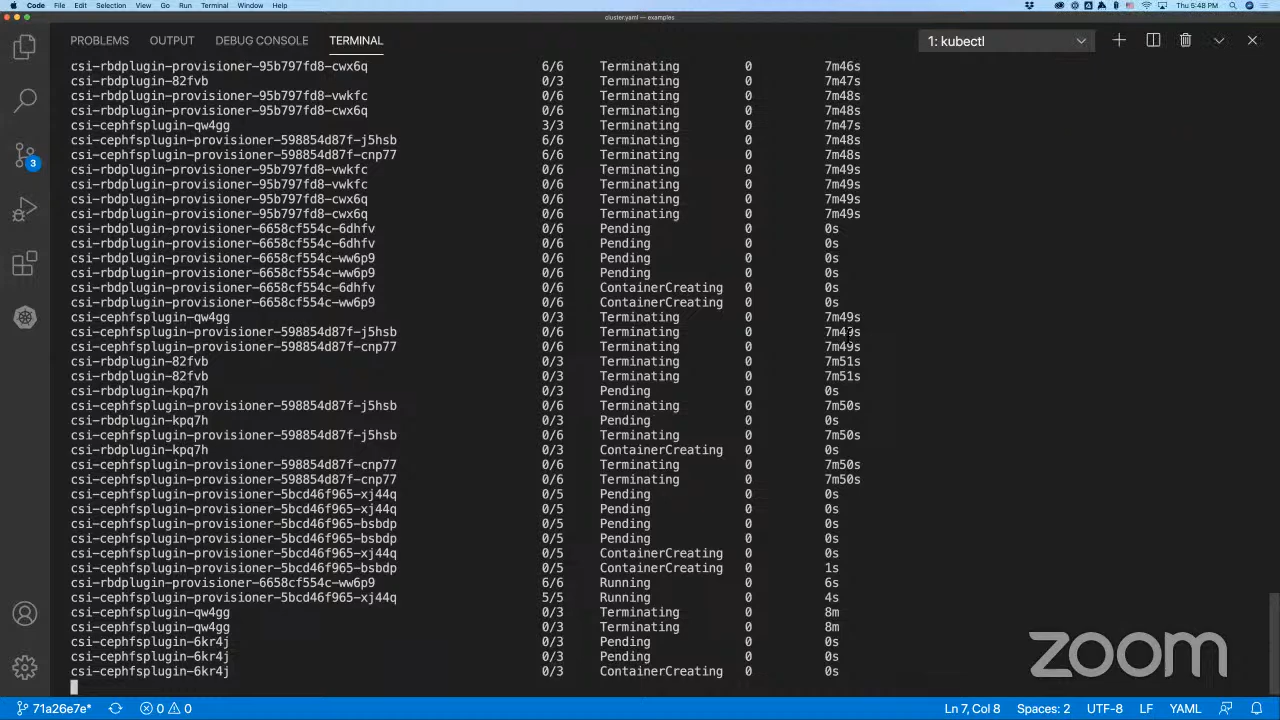 Code File Edit Selection View Go Run Terminal Window Help Thu 5:48 PM
cluster.yaml — examples
PROBLEMS OUTPUT DEBUG CONSOLE TERMINAL 1: kubectl
csi-rbdplugin-provisioner-95b797fd8-cwx6q 6/6 Terminating 0 7m46s
csi-rbdplugin-82fvb 0/3 Terminating 0 7m47s
csi-rbdplugin-provisioner-95b797fd8-vwkfc 0/6 Terminating 0 7m48s
csi-rbdplugin-provisioner-95b797fd8-cwx6q 0/6 Terminating 0 7m48s
csi-cephfsplugin-qw4gg 3/3 Terminating 0 7m47s
csi-cephfsplugin-provisioner-598854d87f-j5hsb 6/6 Terminating 0 7m48s
csi-cephfsplugin-provisioner-598854d87f-cnp77 6/6 Terminating 0 7m48s
csi-rbdplugin-provisioner-95b797fd8-vwkfc 0/6 Terminating 0 7m49s
csi-rbdplugin-provisioner-95b797fd8-vwkfc 0/6 Terminating 0 7m49s
csi-rbdplugin-provisioner-95b797fd8-cwx6q 0/6 Terminating 0 7m49s
csi-rbdplugin-provisioner-95b797fd8-cwx6q 0/6 Terminating 0 7m49s
csi-rbdplugin-provisioner-6658cf554c-6dhfv 0/6 Pending 0 0s
csi-rbdplugin-provisioner-6658cf554c-6dhfv 0/6 Pending 0 0s
csi-rbdplugin-provisioner-6658cf554c-ww6p9 0/6 Pending 0 0s
csi-rbdplugin-provisioner-6658cf554c-ww6p9 0/6 Pending 0 0s
csi-rbdplugin-provisioner-6658cf554c-6dhfv 0/6 ContainerCreating 0 0s
csi-rbdplugin-provisioner-6658cf554c-ww6p9 0/6 ContainerCreating 0 0s
csi-cephfsplugin-qw4gg 0/3 Terminating 0 7m49s
csi-cephfsplugin-provisioner-598854d87f-j5hsb 0/6 Terminating 0 7m49s
csi-cephfsplugin-provisioner-598854d87f-cnp77 0/6 Terminating 0 7m49s
csi-rbdplugin-82fvb 0/3 Terminating 0 7m51s
csi-rbdplugin-82fvb 0/3 Terminating 0 7m51s
csi-rbdplugin-kpq7h 0/3 Pending 0 0s
csi-cephfsplugin-provisioner-598854d87f-j5hsb 0/6 Terminating 0 7m50s
csi-rbdplugin-kpq7h 0/3 Pending 0 0s
csi-cephfsplugin-provisioner-598854d87f-j5hsb 0/6 Terminating 0 7m50s
csi-rbdplugin-kpq7h 0/3 ContainerCreating 0 0s
csi-cephfsplugin-provisioner-598854d87f-cnp77 0/6 Terminating 0 7m50s
csi-cephfsplugin-provisioner-598854d87f-cnp77 0/6 Terminating 0 7m50s
csi-cephfsplugin-provisioner-5bcd46f965-xj44q 0/5 Pending 0 0s
csi-cephfsplugin-provisioner-5bcd46f965-xj44q 0/5 Pending 0 0s
csi-cephfsplugin-provisioner-5bcd46f965-bsbdp 0/5 Pending 0 0s
csi-cephfsplugin-provisioner-5bcd46f965-bsbdp 0/5 Pending 0 0s
csi-cephfsplugin-provisioner-5bcd46f965-xj44q 0/5 ContainerCreating 0 0s
csi-cephfsplugin-provisioner-5bcd46f965-bsbdp 0/5 ContainerCreating 0 1s
csi-rbdplugin-provisioner-6658cf554c-ww6p9 6/6 Running 0 6s
csi-cephfsplugin-provisioner-5bcd46f965-xj44q 5/5 Running 0 4s
csi-cephfsplugin-qw4gg 0/3 Terminating 0 8m
csi-cephfsplugin-qw4gg 0/3 Terminating 0 8m
csi-cephfsplugin-6kr4j 0/3 Pending 0 0s
csi-cephfsplugin-6kr4j 0/3 Pending 0 0s
csi-cephfsplugin-6kr4j 0/3 ContainerCreating 0 0s
3
zoom
71a26e7e* 0 0 Ln 7, Col 8 Spaces: 2 UTF-8 LF YAML